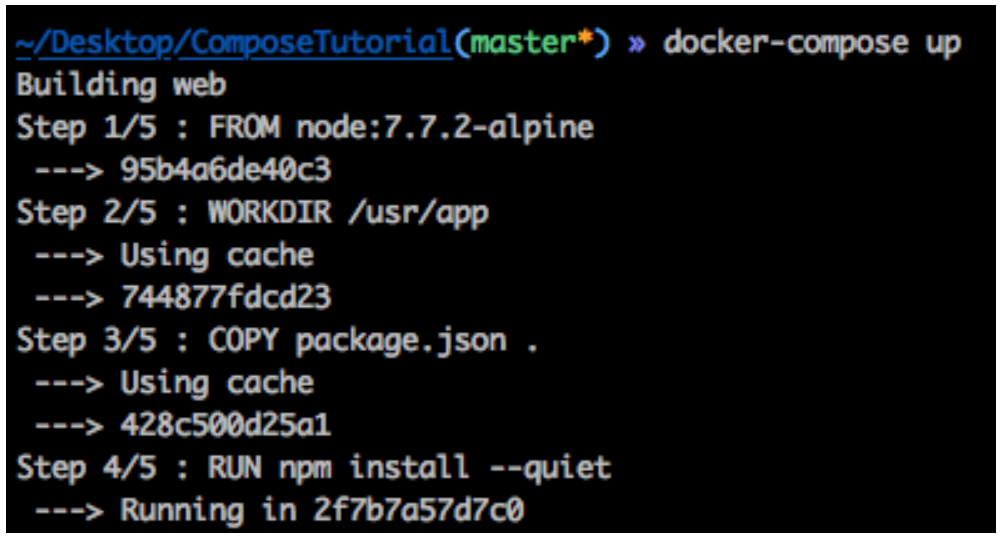 ~/Desktop/ComposeTutorial(master*) » docker-compose up
Building web
Step 1/5 : FROM node:7.7.2-alpine
---> 95b4a6de40c3
Step 2/5 : WORKDIR /usr/app
---> Using cache
---> 744877fdcd23
Step 3/5 : COPY package.json .
---> Using cache
---> 428c500d25a1
Step 4/5 : RUN npm install --quiet
---> Running in 2f7b7a57d7c0